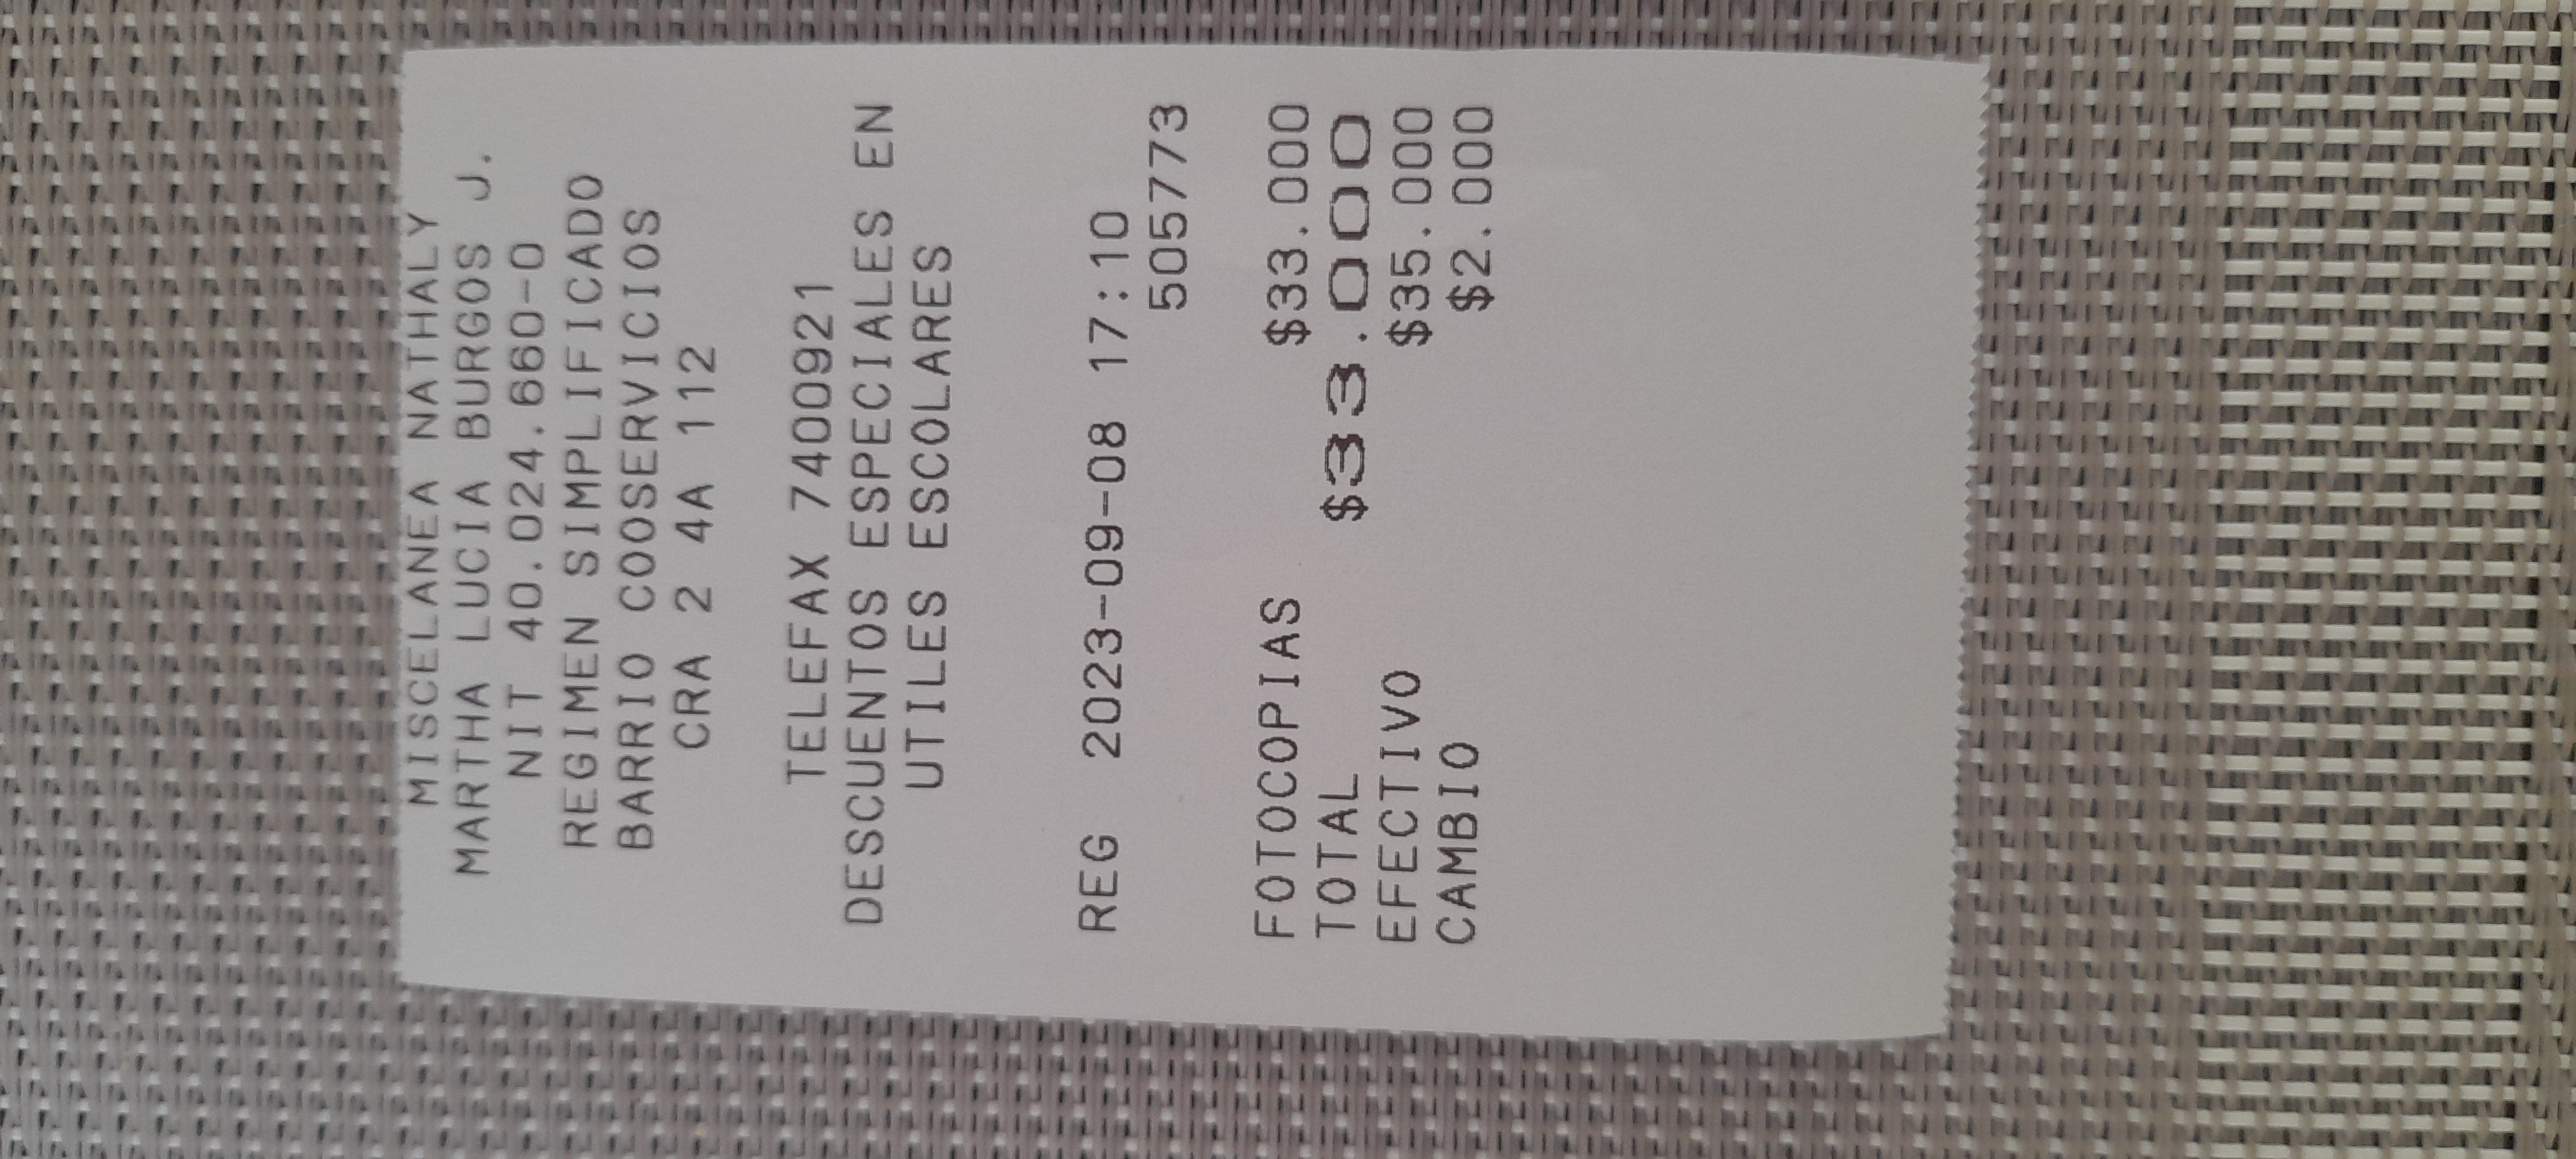 MISCELANEA NATHALY
MARTHA LUCIA BURGOS J.
NIT 40.024.660-0
REGIMEN SIMPLIFICADO
BARRIO COOSERVICIOS
CRA 2 4A 112
TELEFAX 7400921
DESCUENTOS ESPECIALES EN
UTILES ESCOLARES
REG 2023-09-08 17:10
505773
FOTOCOPIAS $33.000
TOTAL $33.000
EFECTIVO $35.000
CAMBIO $2.000